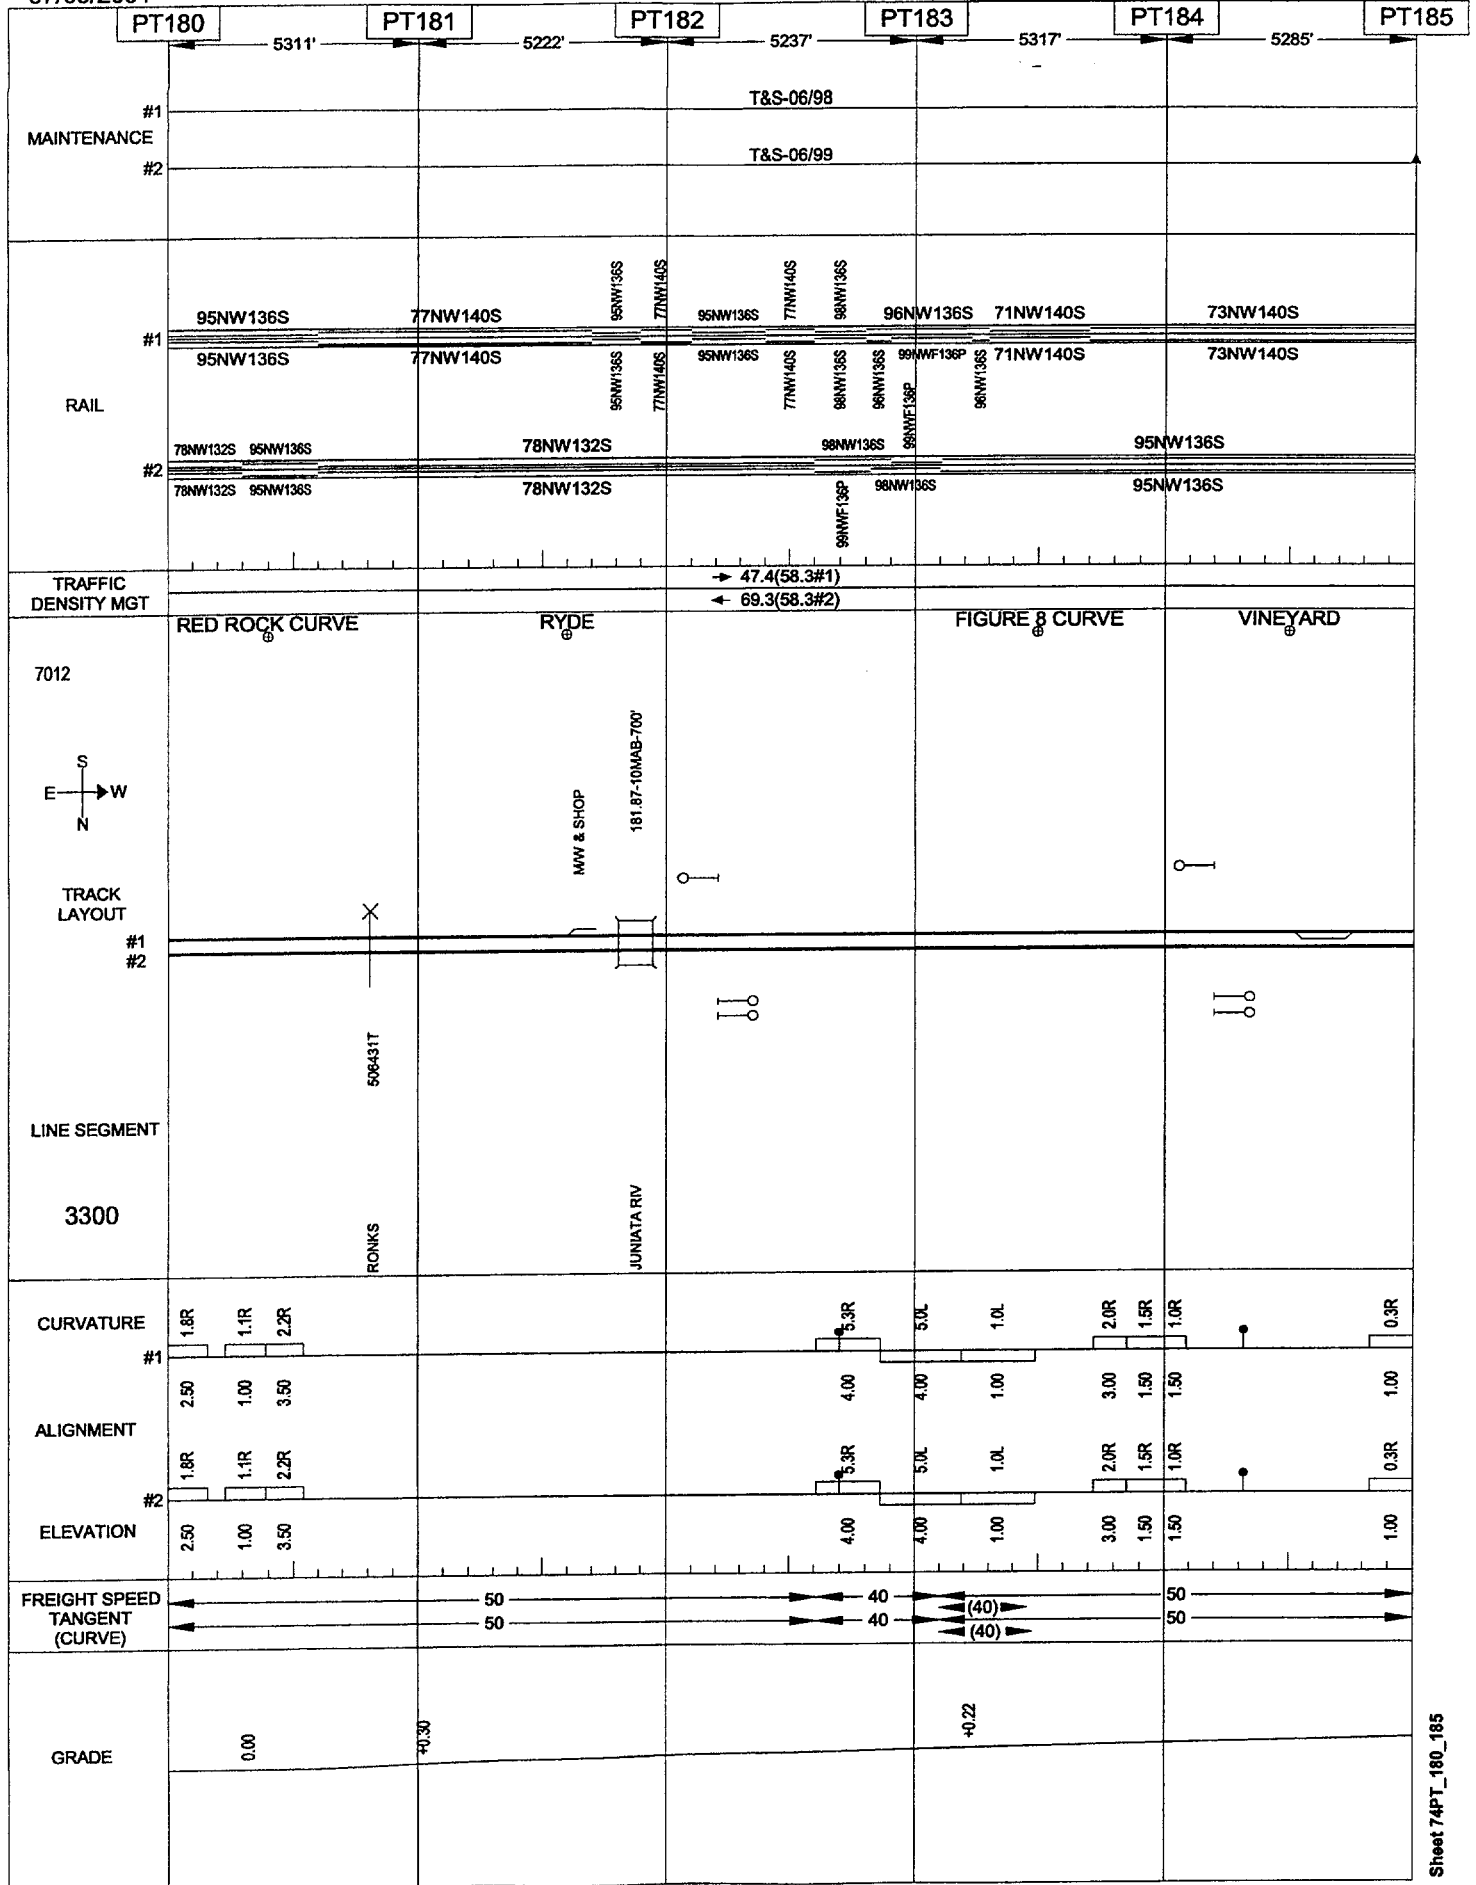 PT180 PT181 PT182 PT183 PT184 PT185
5311' 5222' 5237' 5317' 5285'
T&S-06/98
#1
MAINTENANCE
T&S-06/99
#2
95NW136S 77NW140S 77NW140S 98NW136S
95NW136S 77NW140S 95NW136S 96NW136S 71NW140S 73NW140S
#1
95NW136S 77NW140S 95NW136S 99NWF136P 71NW140S 73NW140S
95NW136S 77NW140S 77NW140S 98NW136S 96NW136S 99NWF136P 96NW136S
RAIL
78NW132S 95NW136S 78NW132S 98NW136S 95NW136S
#2
78NW132S 95NW136S 78NW132S 98NW136S 95NW136S
99NWF136P
TRAFFIC
DENSITY MGT
→ 47.4(58.3#1)
← 69.3(58.3#2)
RED ROCK CURVE RYDE FIGURE 8 CURVE VINEYARD
7012
S
E W
N
M/W & SHOP
181.87-10MAB-700'
TRACK
LAYOUT
#1
#2
506431T
LINE SEGMENT
3300
RONKS
JUNIATA RIV
CURVATURE
1.8R 1.1R 2.2R 5.3R 5.0L 1.0L 2.0R 1.5R 1.0R 0.3R
#1
2.50 1.00 3.50 4.00 4.00 1.00 3.00 1.50 1.50 1.00
ALIGNMENT
1.8R 1.1R 2.2R 5.3R 5.0L 1.0L 2.0R 1.5R 1.0R 0.3R
#2
ELEVATION
2.50 1.00 3.50 4.00 4.00 1.00 3.00 1.50 1.50 1.00
FREIGHT SPEED
TANGENT
(CURVE)
50 40 (40) 50
50 40 (40) 50
GRADE
0.00 +0.30 +0.22
Sheet 74PT_180_185